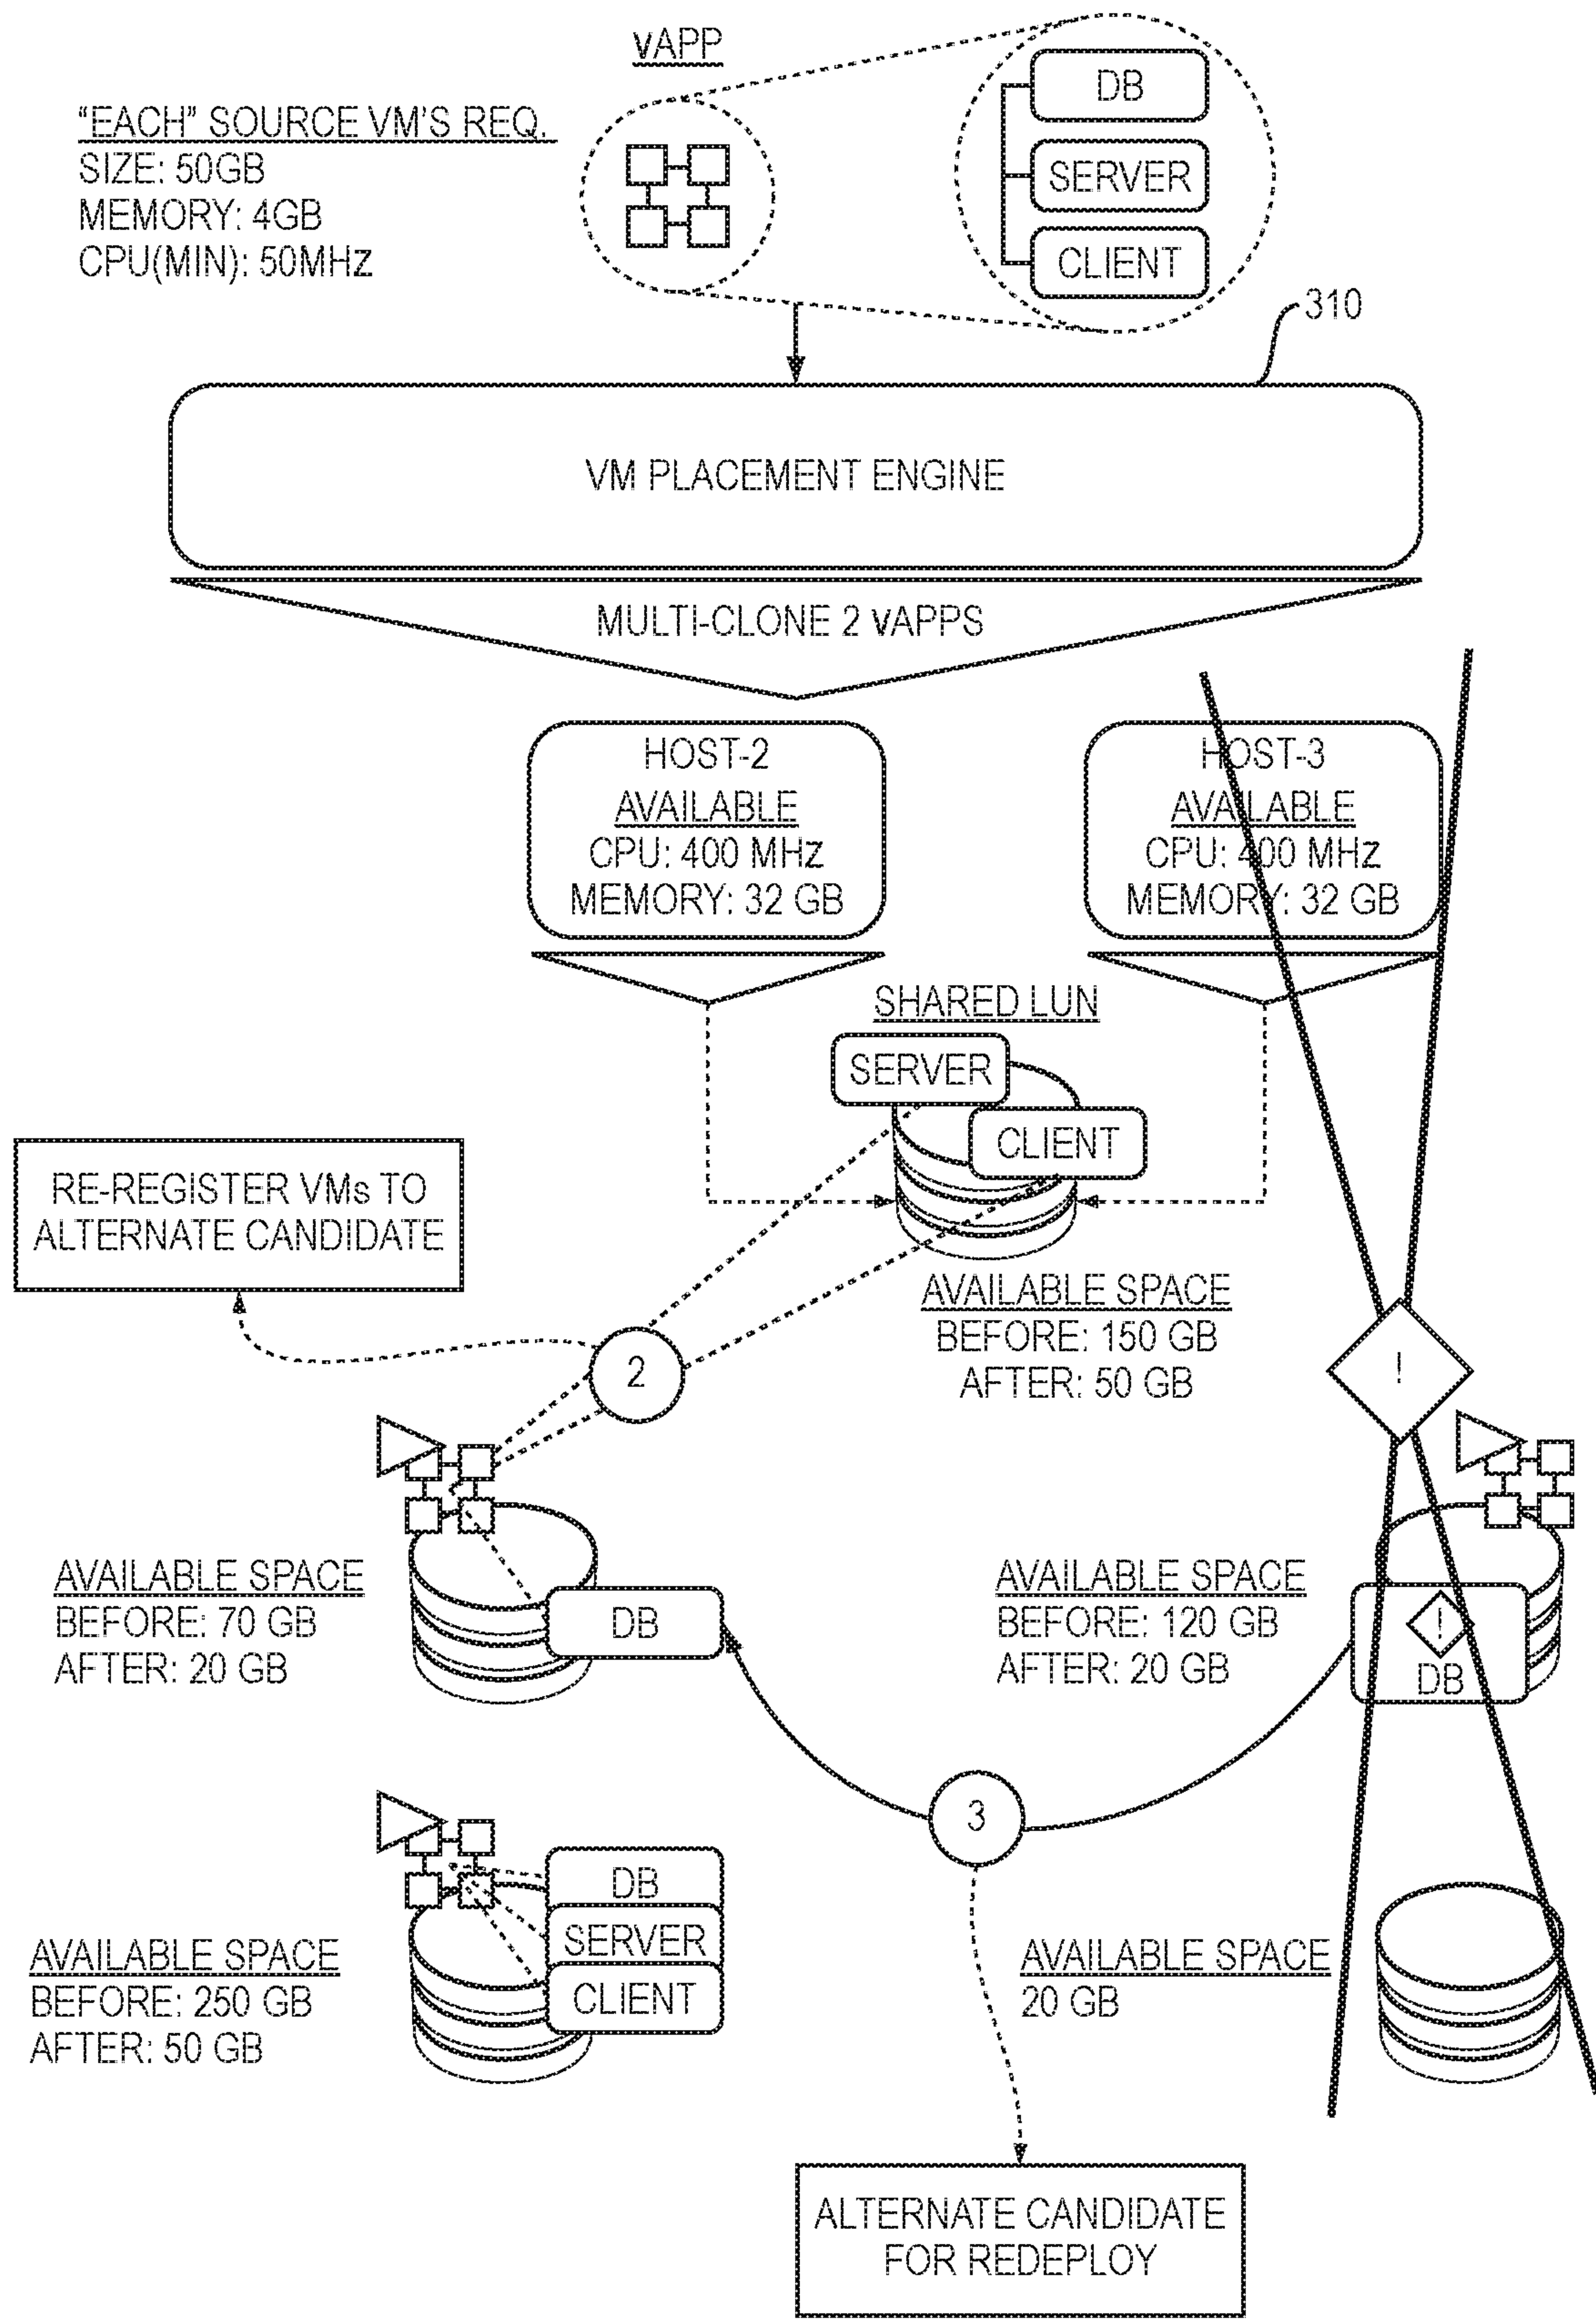 vAPP
"EACH" SOURCE VM'S REQ.
SIZE: 50GB
MEMORY: 4GB
CPU(MIN): 50MHz
DB
SERVER
CLIENT
310
VM PLACEMENT ENGINE
MULTI-CLONE 2 vAPPS
HOST-2
AVAILABLE
CPU: 400 MHz
MEMORY: 32 GB
HOST-3
AVAILABLE
CPU: 400 MHz
MEMORY: 32 GB
SHARED LUN
SERVER
CLIENT
RE-REGISTER VMs TO
ALTERNATE CANDIDATE
AVAILABLE SPACE
BEFORE: 150 GB
AFTER: 50 GB
2
!
AVAILABLE SPACE
BEFORE: 70 GB
AFTER: 20 GB
DB
AVAILABLE SPACE
BEFORE: 120 GB
AFTER: 20 GB
!
DB
3
AVAILABLE SPACE
BEFORE: 250 GB
AFTER: 50 GB
DB
SERVER
CLIENT
AVAILABLE SPACE
20 GB
ALTERNATE CANDIDATE
FOR REDEPLOY